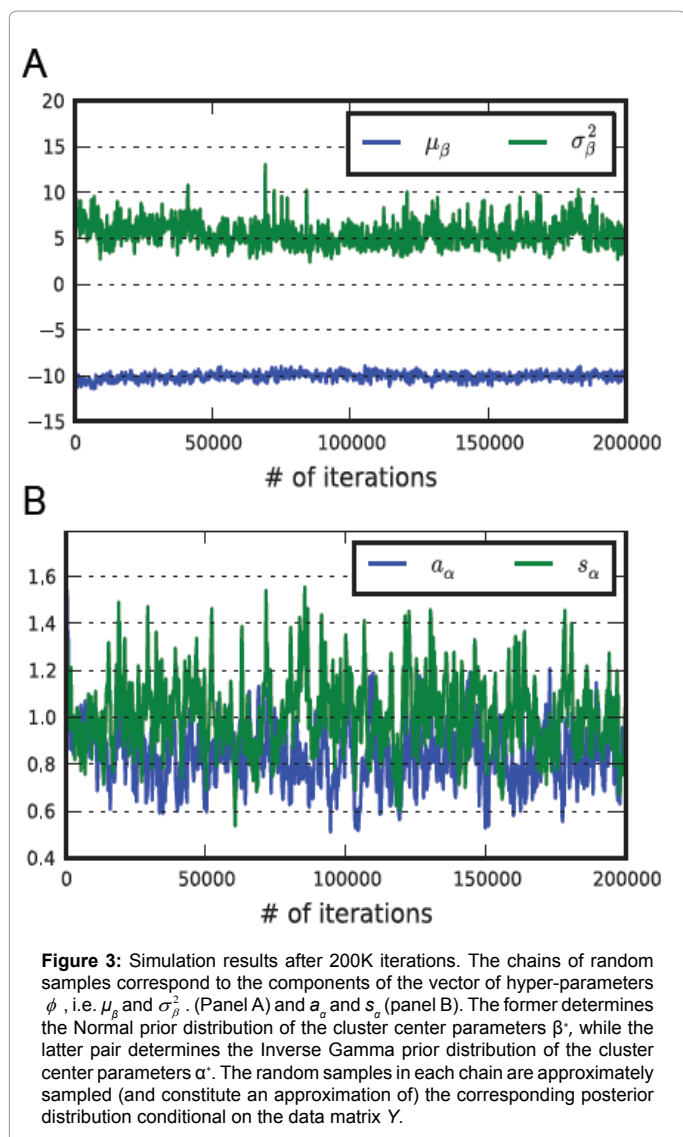 A
20
15
10
5
0
−5
−10
−15
μβ σ²β
0 50000 100000 150000 200000
# of iterations
B
1.6
1.4
1.2
1.0
0.8
0.6
0.4
aα sα
0 50000 100000 150000 200000
# of iterations
Figure 3: Simulation results after 200K iterations. The chains of random
samples correspond to the components of the vector of hyper-parameters
ϕ , i.e. μβ and σ²β . (Panel A) and aα and sα (panel B). The former determines
the Normal prior distribution of the cluster center parameters β*, while the
latter pair determines the Inverse Gamma prior distribution of the cluster
center parameters α*. The random samples in each chain are approximately
sampled (and constitute an approximation of) the corresponding posterior
distribution conditional on the data matrix Y.